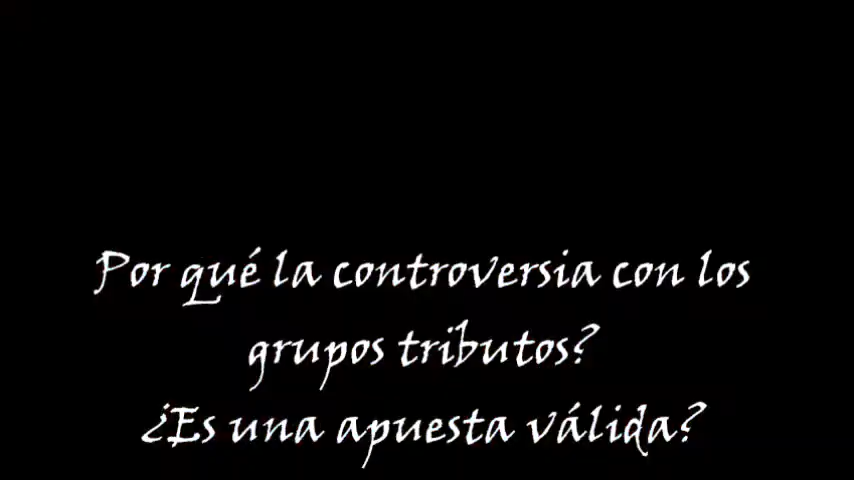 Por qué la controversia con los
grupos tributos?
¿Es una apuesta válida?